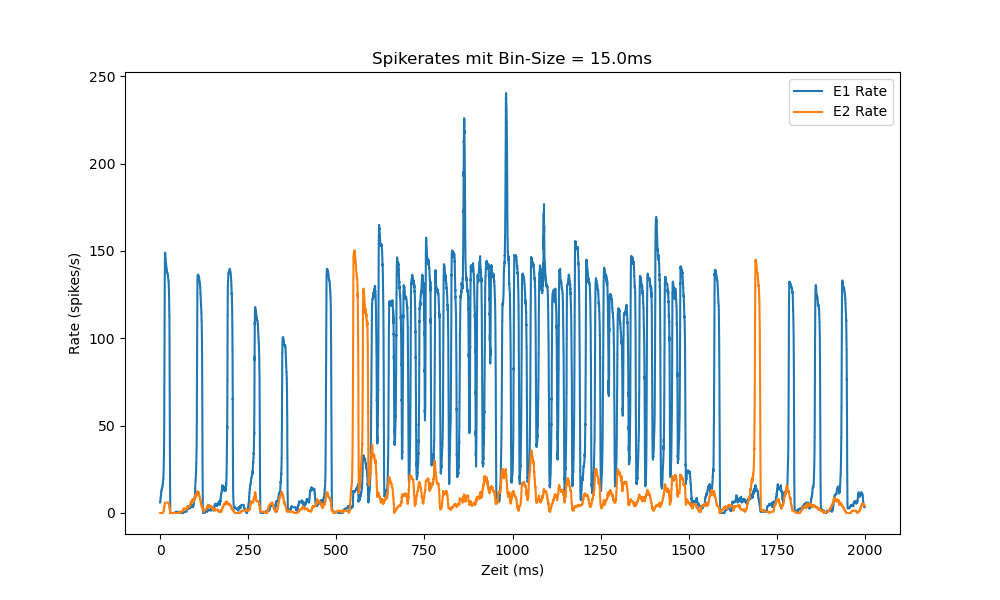 Spikerates mit Bin-Size = 15.0ms
E1 Rate
E2 Rate
250
200
150
100
50
0
Rate (spikes/s)
0 250 500 750 1000 1250 1500 1750 2000
Zeit (ms)